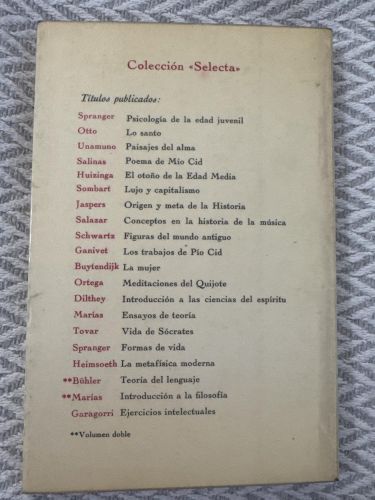 Colección «Selecta»
Títulos publicados:
Spranger Psicología de la edad juvenil
Otto Lo santo
Unamuno Paisajes del alma
Salinas Poema de Mio Cid
Huizinga El otoño de la Edad Media
Sombart Lujo y capitalismo
Jaspers Origen y meta de la Historia
Salazar Conceptos en la historia de la música
Schwartz Figuras del mundo antiguo
Ganivet Los trabajos de Pío Cid
Buytendijk La mujer
Ortega Meditaciones del Quijote
Dilthey Introducción a las ciencias del espíritu
Marías Ensayos de teoría
Tovar Vida de Sócrates
Spranger Formas de vida
Heimsoeth La metafísica moderna
**Bühler Teoría del lenguaje
**Marías Introducción a la filosofía
Garagorri Ejercicios intelectuales
**Volumen doble